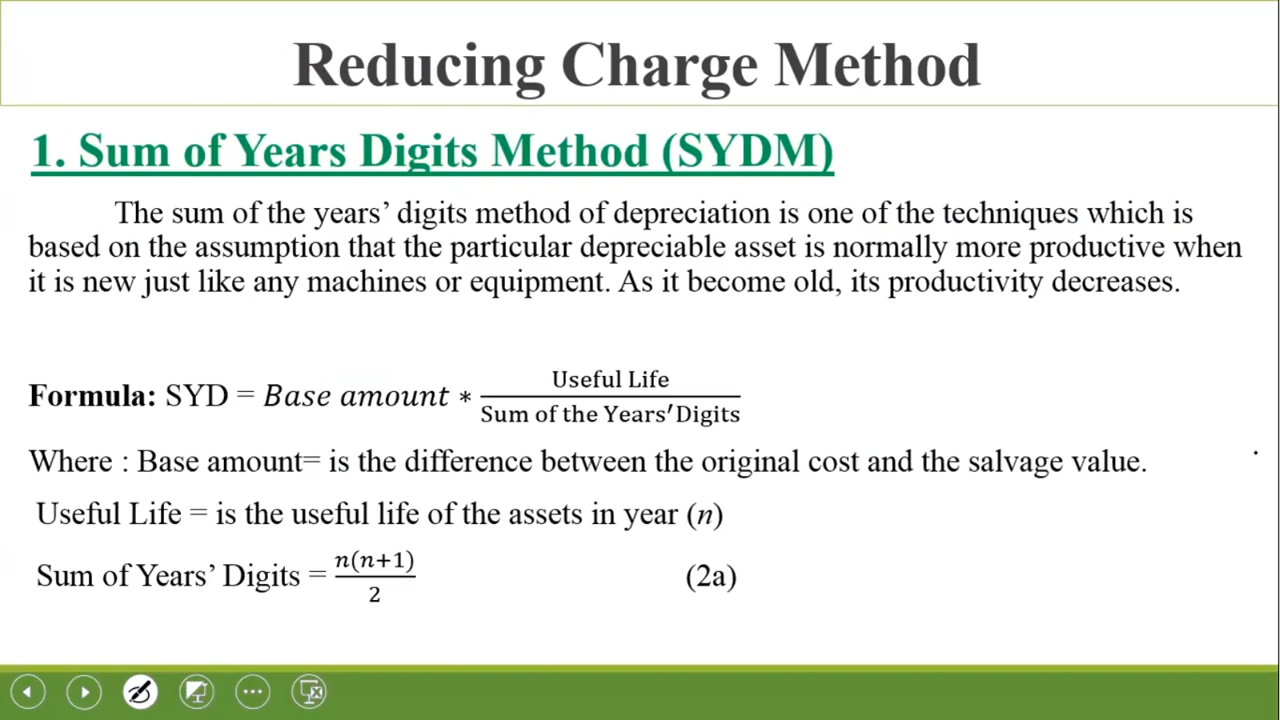 Reducing Charge Method
1. Sum of Years Digits Method (SYDM)
The sum of the years’ digits method of depreciation is one of the techniques which is
based on the assumption that the particular depreciable asset is normally more productive when
it is new just like any machines or equipment. As it become old, its productivity decreases.
Formula: SYD = Base amount * Useful Life / Sum of the Years′Digits
Where : Base amount= is the difference between the original cost and the salvage value.
Useful Life = is the useful life of the assets in year (n)
Sum of Years’ Digits = n(n+1) / 2 (2a)